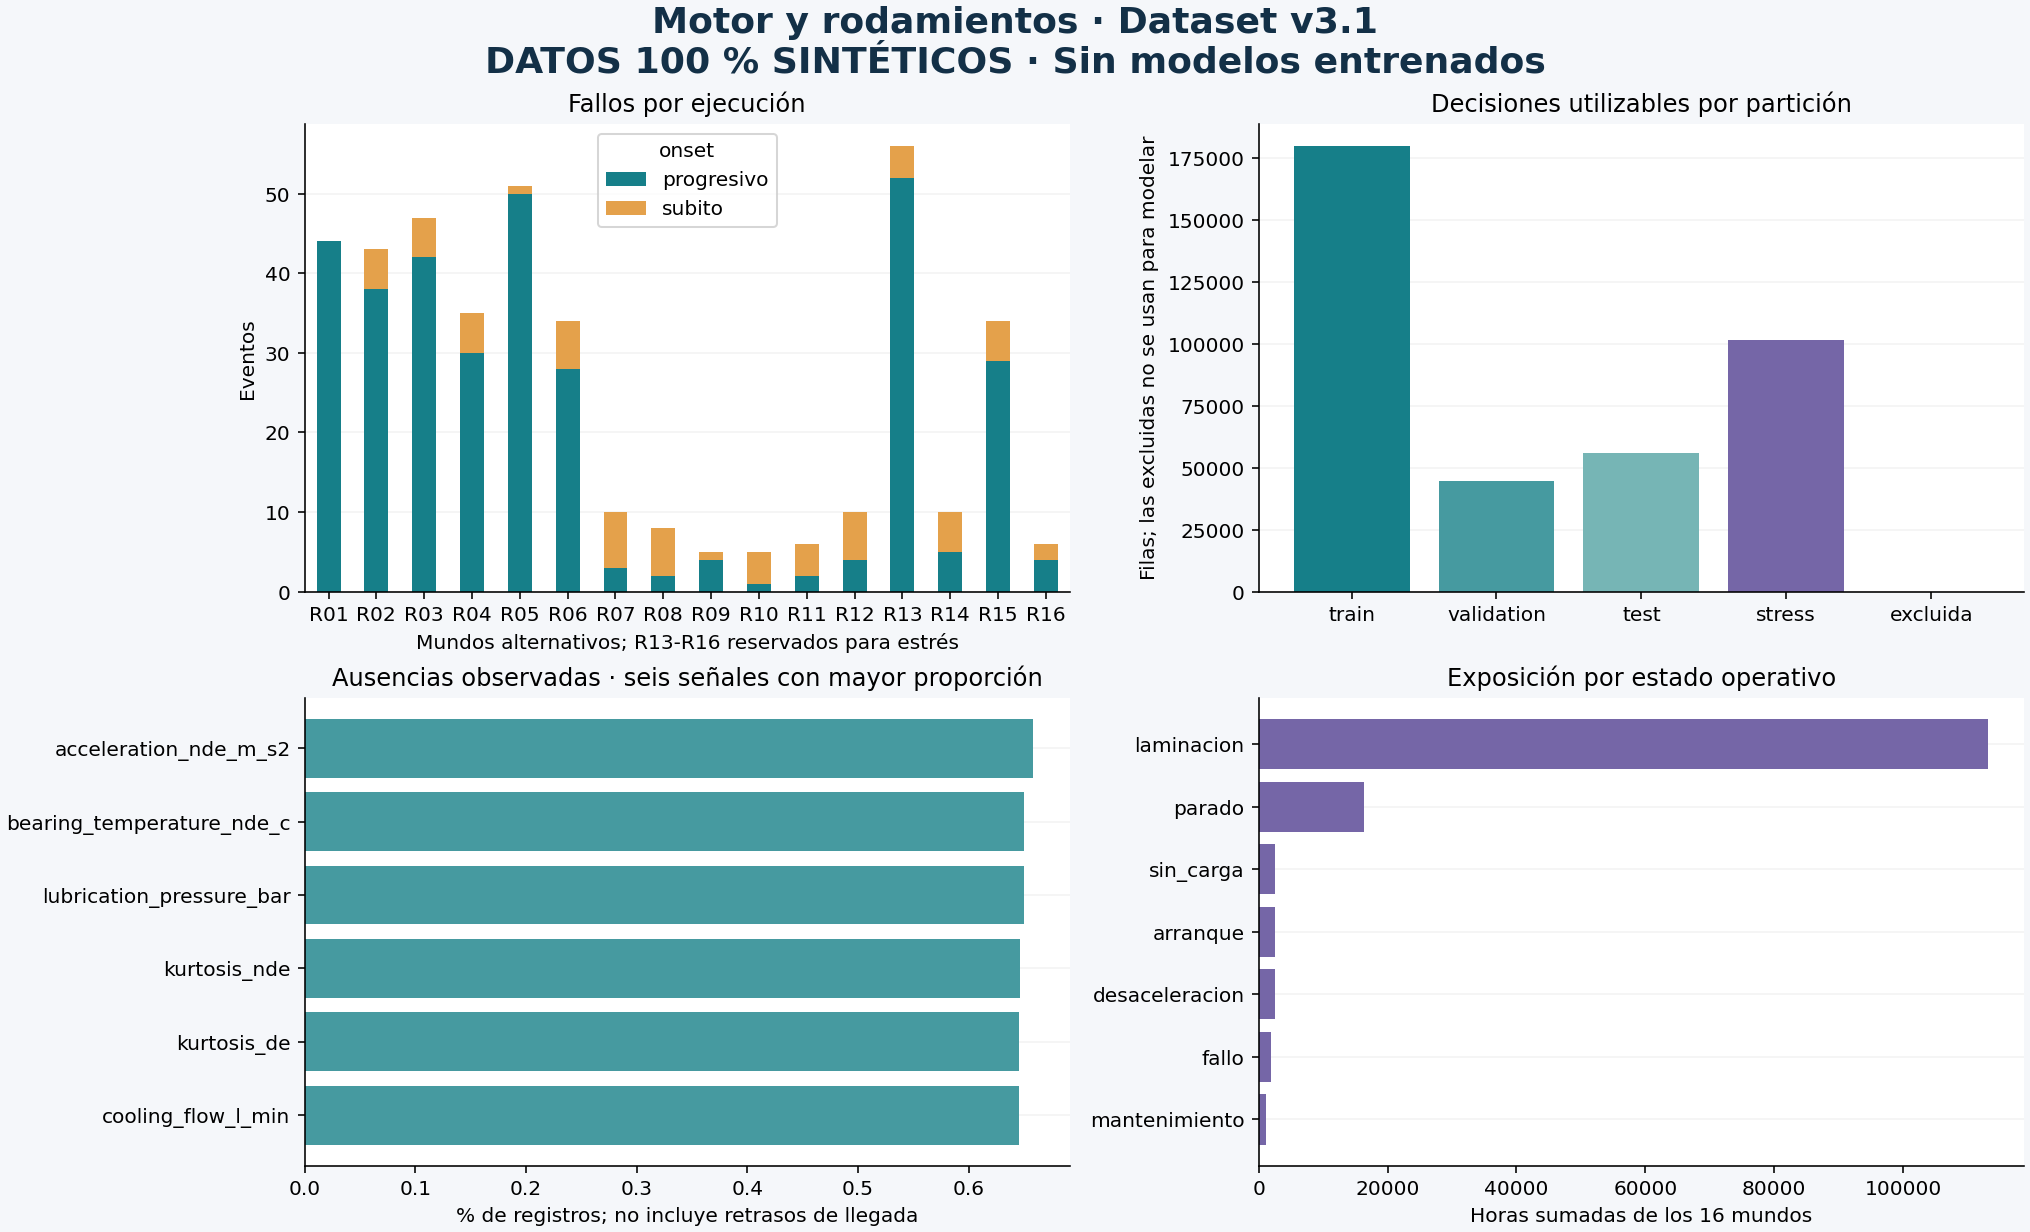 Motor y rodamientos · Dataset v3.1
DATOS 100 % SINTÉTICOS · Sin modelos entrenados
Fallos por ejecución
onset
progresivo
subito
Eventos
50
40
30
20
10
0
R01 R02 R03 R04 R05 R06 R07 R08 R09 R10 R11 R12 R13 R14 R15 R16
Mundos alternativos; R13-R16 reservados para estrés
Decisiones utilizables por partición
Filas; las excluidas no se usan para modelar
175000
150000
125000
100000
75000
50000
25000
0
train validation test stress excluida
Ausencias observadas · seis señales con mayor proporción
acceleration_nde_m_s2
bearing_temperature_nde_c
lubrication_pressure_bar
kurtosis_nde
kurtosis_de
cooling_flow_l_min
0.0 0.1 0.2 0.3 0.4 0.5 0.6
% de registros; no incluye retrasos de llegada
Exposición por estado operativo
laminacion
parado
sin_carga
arranque
desaceleracion
fallo
mantenimiento
0 20000 40000 60000 80000 100000
Horas sumadas de los 16 mundos